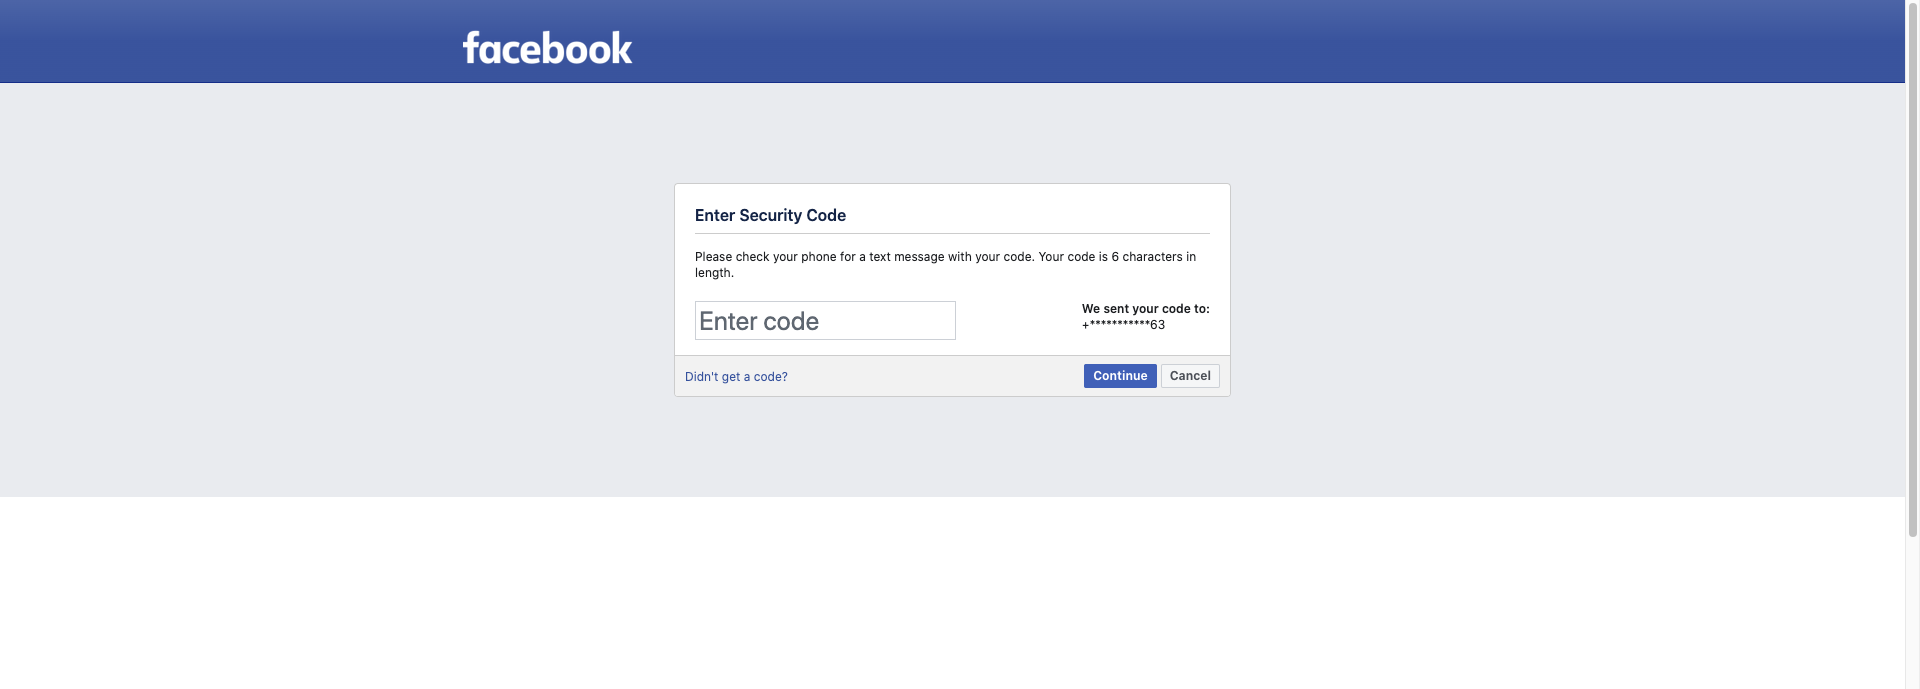 facebook
Enter Security Code
Please check your phone for a text message with your code. Your code is 6 characters in
length.
Enter code
We sent your code to:
+***********63
Didn't get a code?
Continue Cancel